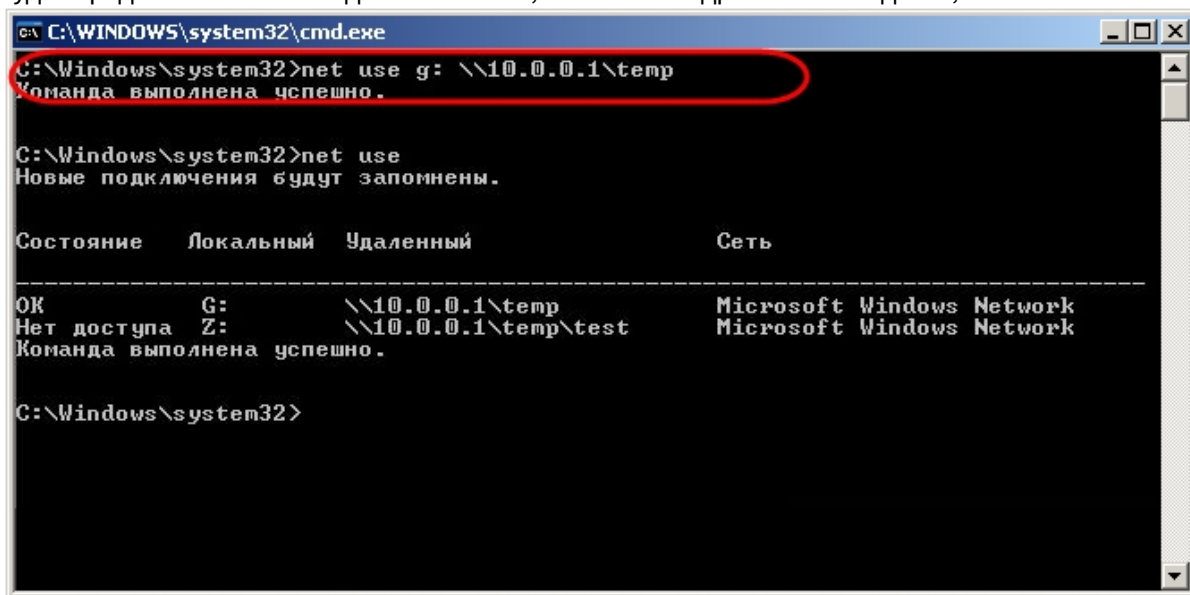 C:\WINDOWS\system32\cmd.exe
C:\Windows\system32>net use g: \\10.0.0.1\temp
Команда выполнена успешно.
C:\Windows\system32>net use
Новые подключения будут запомнены.
Состояние Локальный Удаленный Сеть
-------------------------------------------------------------------------------
ОК G: \\10.0.0.1\temp Microsoft Windows Network
Нет доступа Z: \\10.0.0.1\temp\test Microsoft Windows Network
Команда выполнена успешно.
C:\Windows\system32>